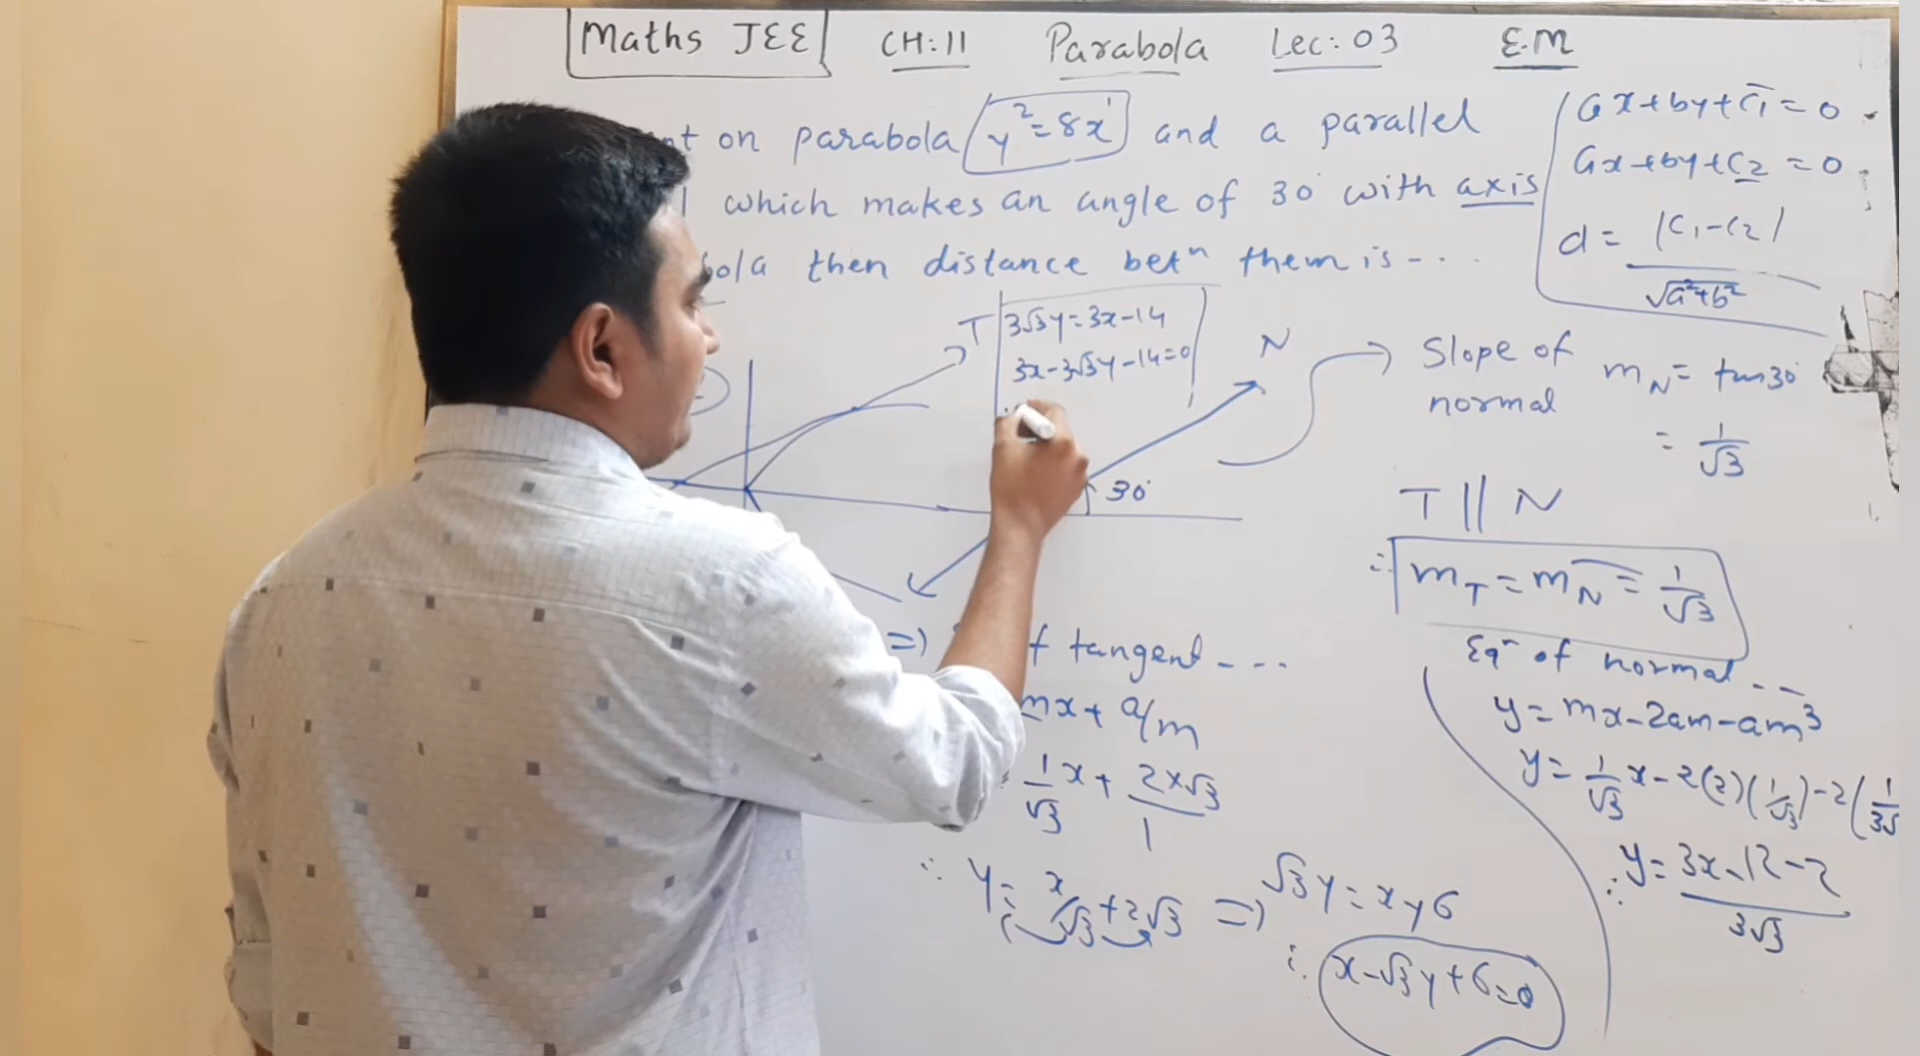 Maths JEE CH:11 Parabola Lec:03 E.M
on parabola y²=8x and a parallel
which makes an angle of 30° with axis
then distance betⁿ them is - - .
ax+by+c₁=0
ax+by+c₂=0
d= |c₁-c₂|
√a²+b²
T
3√3y=3x-14
3x-3√3y-14=0
N
30°
Slope of normal
m_N = tan30°
= 1/√3
T || N
∴ m_T = m_N = 1/√3
=> of tangent - - -
mx+a/m
1/√3 x + 2×√3/1
∴ y= x/√3+2√3 => √3y=x+6
∴ x-√3y+6=0
Eqⁿ of normal - -
y=mx-2am-am³
y= 1/√3 x-2(2)(1/√3)-2(1/3√
∴ y= 3x-12-2
3√3